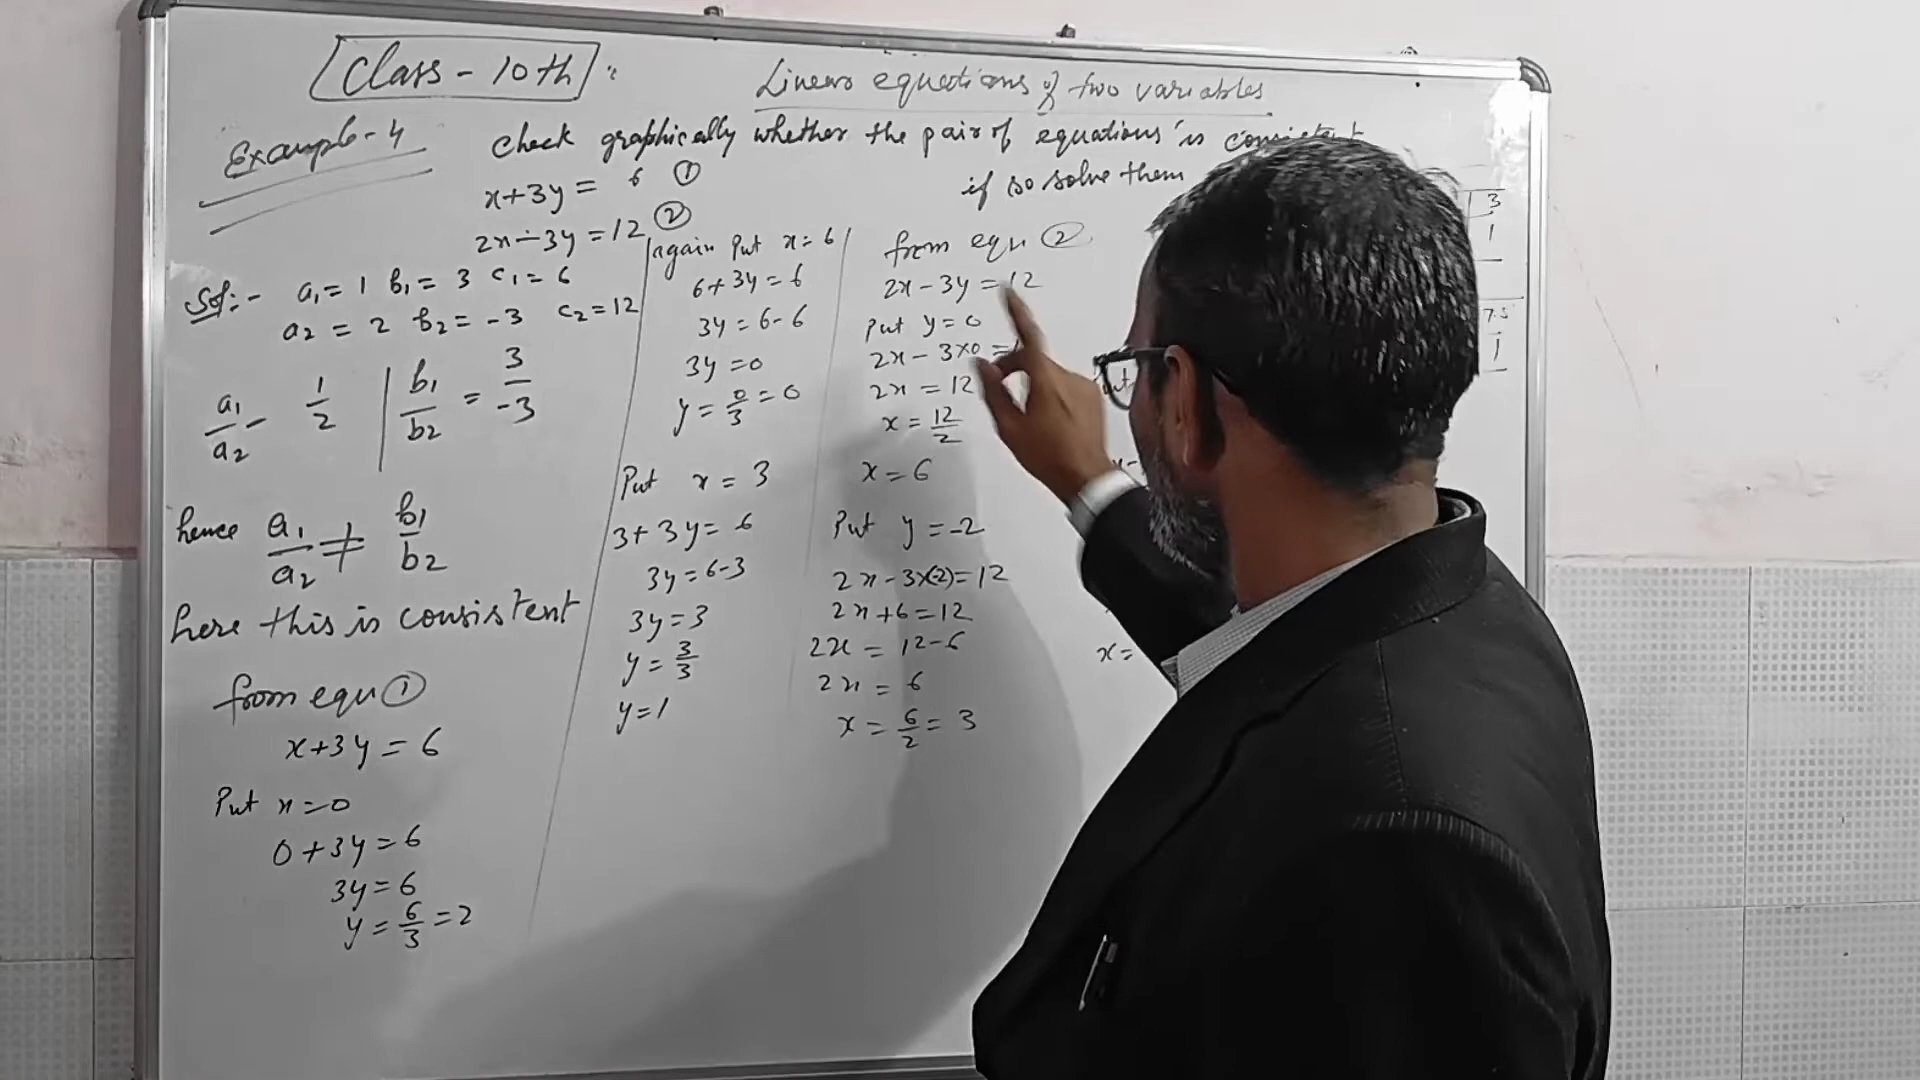 Class - 10th :
Linear equations of two variables
Example-4
Check graphically whether the pair of equations is consistent
if so solve them
x+3y = 6 ①
2x-3y = 12 ②
Sol:- a₁ = 1 b₁ = 3 c₁ = 6
a₂ = 2 b₂ = -3 c₂ = 12
a₁/a₂ - 1/2 | b₁/b₂ = 3/-3
hence a₁/a₂ ≠ b₁/b₂
here this is consistent
from equ ①
x+3y = 6
Put x = 0
0+3y = 6
3y = 6
y = 6/3 = 2
again Put x = 6
6+3y = 6
3y = 6-6
3y = 0
y = 0/3 = 0
Put x = 3
3+3y = 6
3y = 6-3
3y = 3
y = 3/3
y = 1
from equ ②
2x-3y = 12
Put y = 0
2x - 3×0 =
2x = 12
x = 12/2
x = 6
Put y = -2
2x - 3×(-2) = 12
2x+6 = 12
2x = 12-6
2x = 6
x = 6/2 = 3
x =
3
1
7.5
1